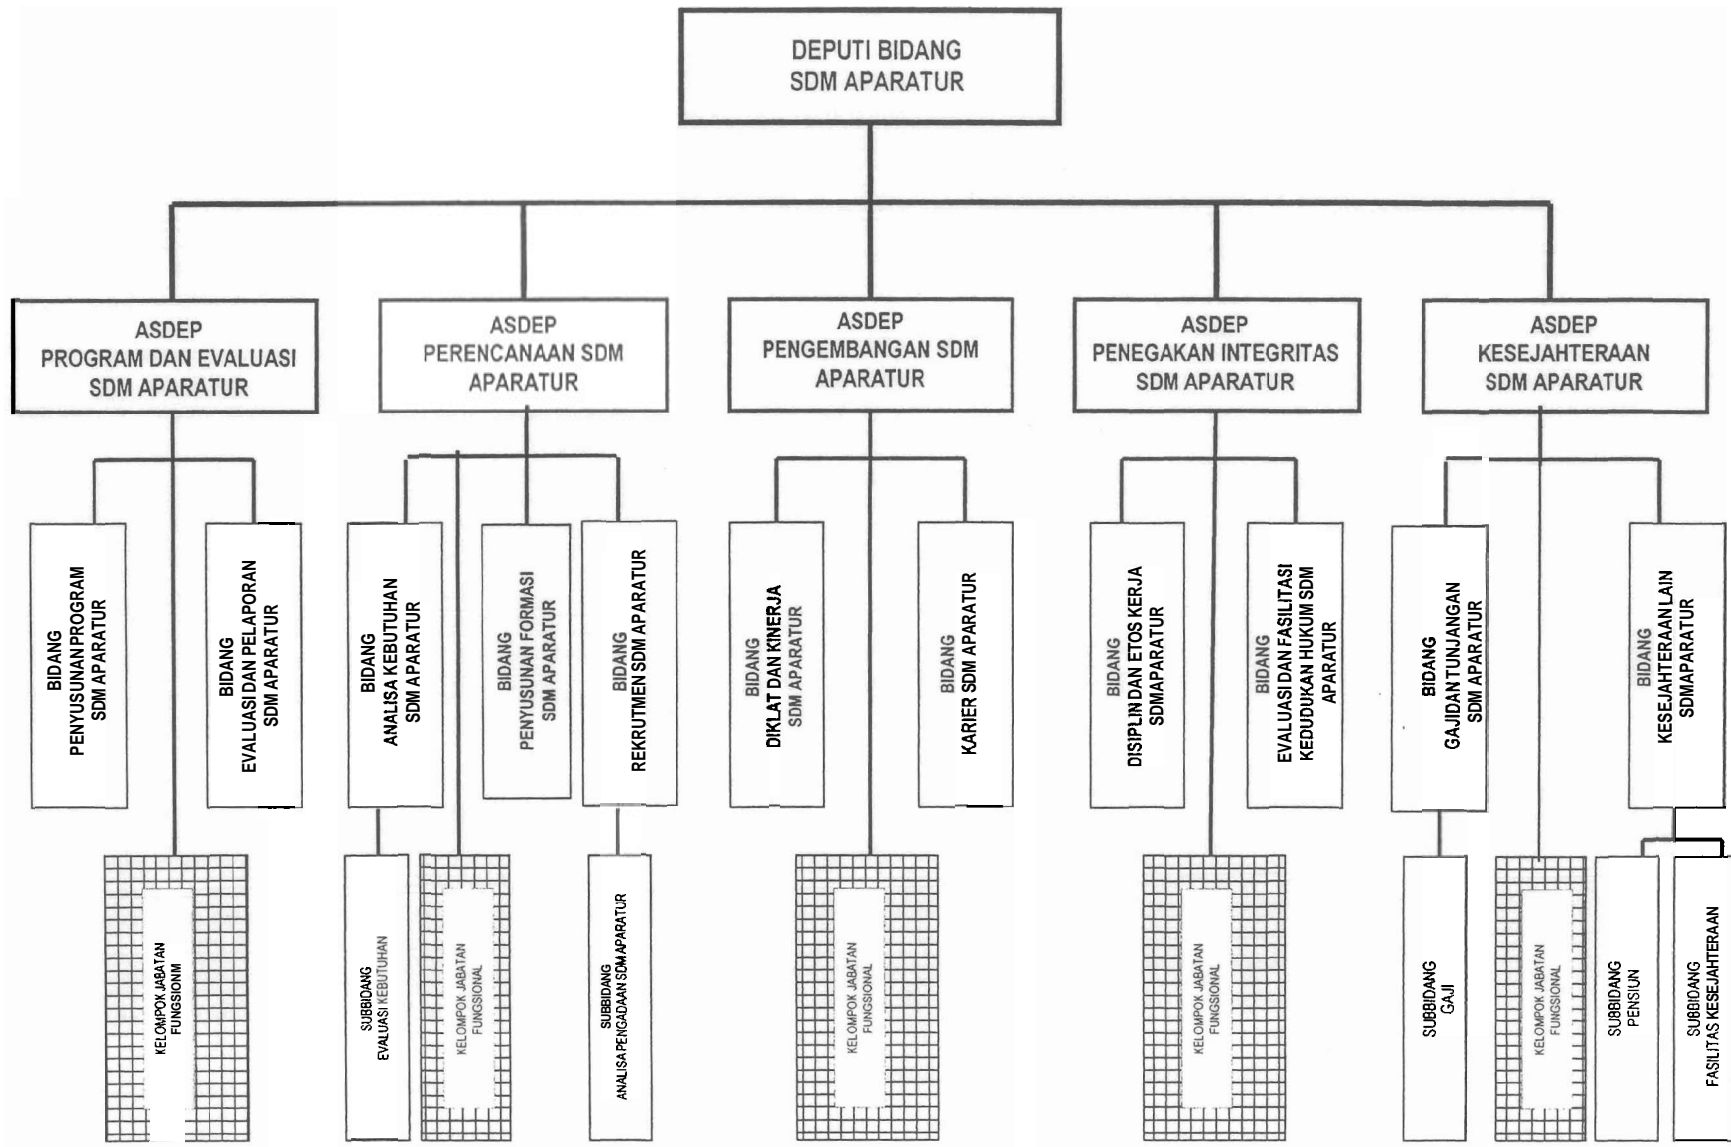 DEPUTI BIDANG
SDM APARATUR
ASDEP
PROGRAM DAN EVALUASI
SDM APARATUR
ASDEP
PERENCANAAN SDM
APARATUR
ASDEP
PENGEMBANGAN SDM
APARATUR
ASDEP
PENEGAKAN INTEGRITAS
SDM APARATUR
ASDEP
KESEJAHTERAAN
SDM APARATUR
BIDANG
PENYUSUNAN PROGRAM
SDM APARATUR
BIDANG
EVALUASI DAN PELAPORAN
SDM APARATUR
BIDANG
ANALISA KEBUTUHAN
SDM APARATUR
BIDANG
PENYUSUNAN FORMASI
SDM APARATUR
BIDANG
REKRUTMEN SDM APARATUR
BIDANG
DIKLAT DAN KINERJA
SDM APARATUR
BIDANG
KARIER SDM APARATUR
BIDANG
DISIPLIN DAN ETOS KERJA
SDMAPARATUR
BIDANG
EVALUASI DAN FASILITASI
KEDUDUKAN HUKUM SDM
APARATUR
BIDANG
GAJIDAN TUNJANGAN
SDM APARATUR
BIDANG
KESEJAHTERAAN LAIN
SDMAPARATUR
KELOMPOK JABATAN
FUNGSIONM
SUBBIDANG
EVALUASI KEBUTUHAN
KELOMPOK JABATAN
FUNGSIONAL
SUBBIDANG
ANALISA PENGADAAN SDM APARATUR
KELOMPOK JABATAN
FUNGSIONAL
KELOMPOK JABATAN
FUNGSIONAL
SUBBIDANG
GAJI
KELOMPOK JABATAN
FUNGSIONAL
SUBBIDANG
PENSIUN
SUBBIDANG
FASILITAS KESEJAHTERAAN